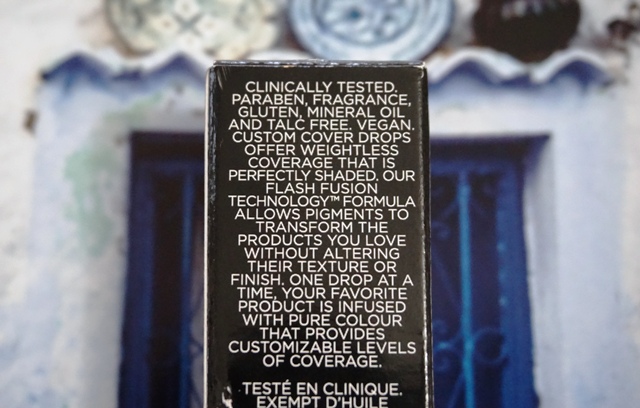 CLINICALLY TESTED.
PARABEN, FRAGRANCE,
GLUTEN, MINERAL OIL
AND TALC FREE. VEGAN.
CUSTOM COVER DROPS
OFFER WEIGHTLESS
COVERAGE THAT IS
PERFECTLY SHADED. OUR
FLASH FUSION
TECHNOLOGY™ FORMULA
ALLOWS PIGMENTS TO
TRANSFORM THE
PRODUCTS YOU LOVE
WITHOUT ALTERING
THEIR TEXTURE OR
FINISH. ONE DROP AT A
TIME, YOUR FAVORITE
PRODUCT IS INFUSED
WITH PURE COLOUR
THAT PROVIDES
CUSTOMIZABLE LEVELS
OF COVERAGE.
TESTÉ EN CLINIQUE.
EXEMPT D'HUILE